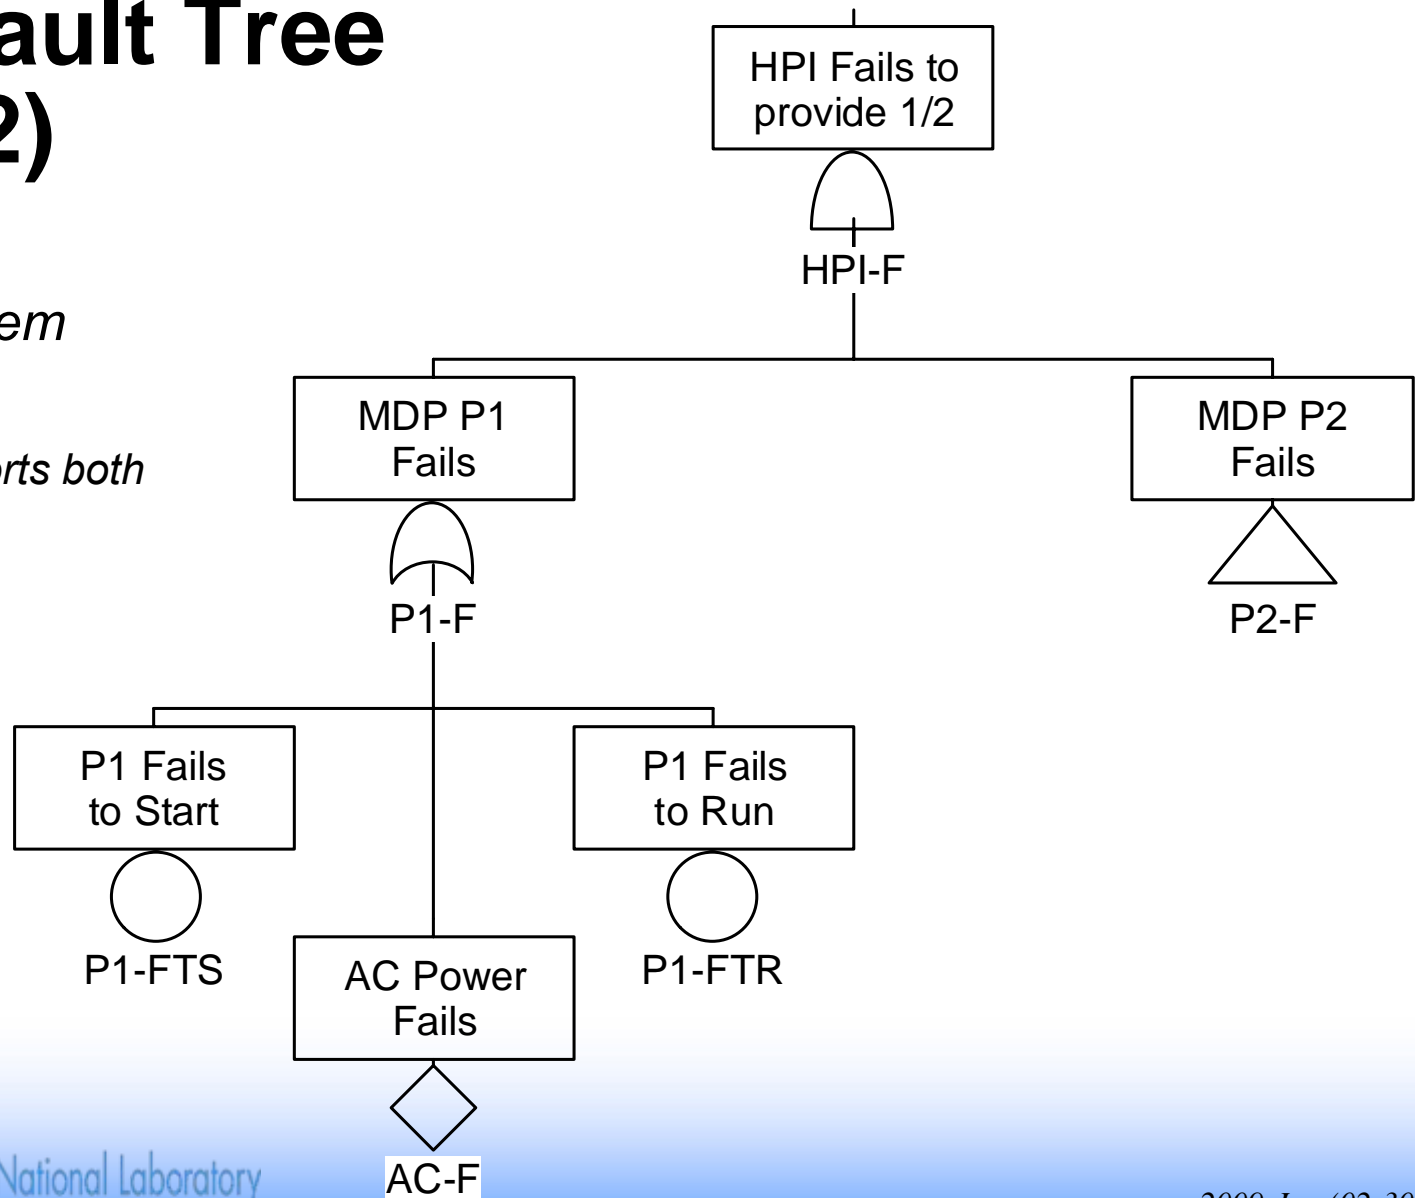 ault Tree
2)
em
rts both
HPI Fails to
provide 1/2
HPI-F
MDP P1
Fails
MDP P2
Fails
P1-F
P2-F
P1 Fails
to Start
P1 Fails
to Run
P1-FTS
P1-FTR
AC Power
Fails
AC-F
National Laboratory